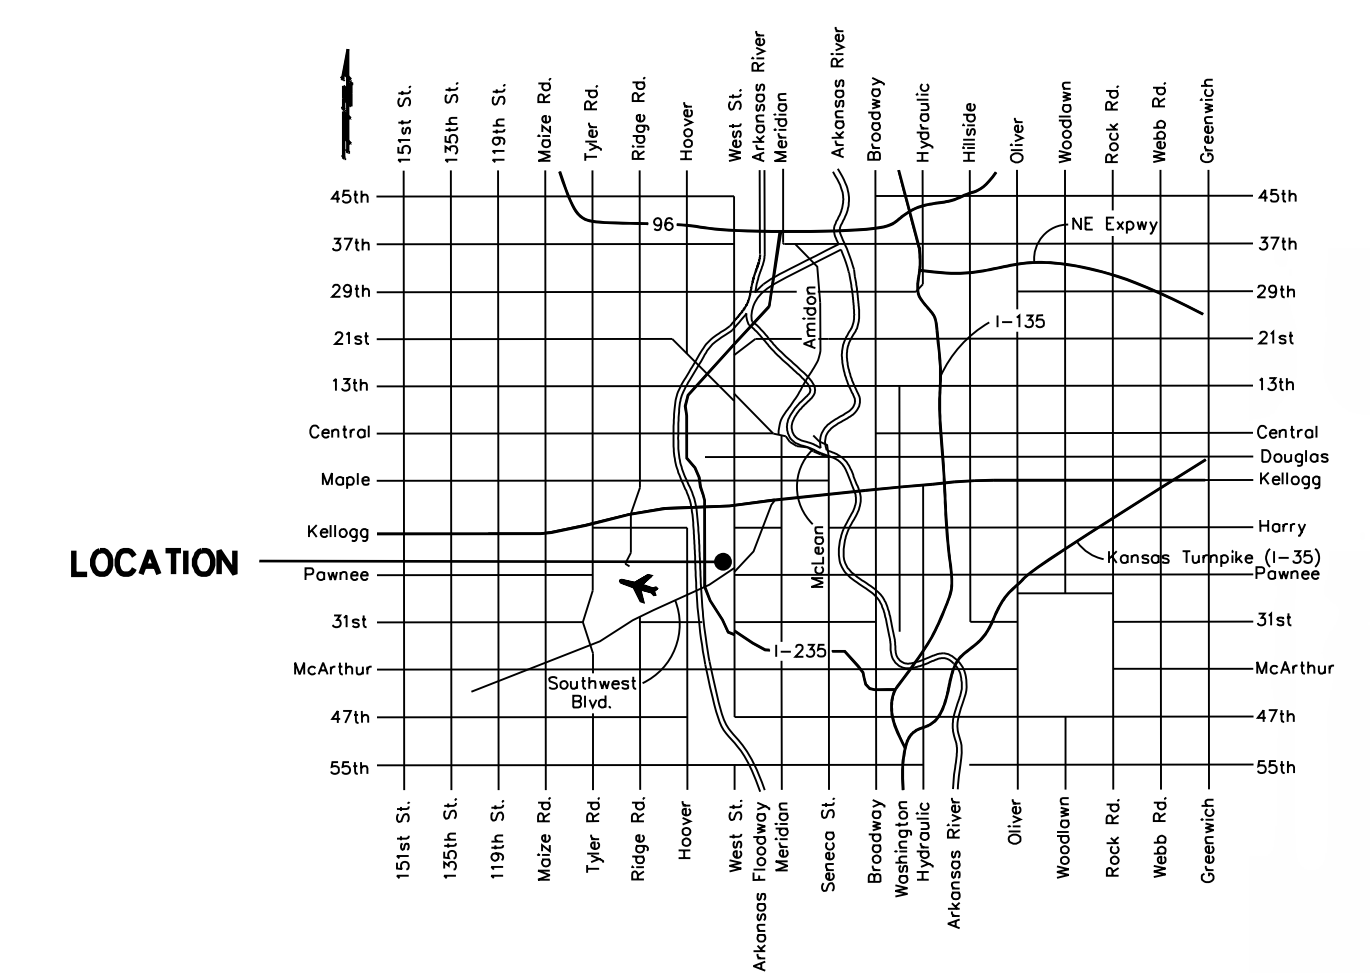 151st St.
135th St.
119th St.
Maize Rd.
Tyler Rd.
Ridge Rd.
Hoover
West St.
Arkansas River
Meridian
Arkansas River
Broadway
Hydraulic
Hillside
Oliver
Woodlawn
Rock Rd.
Webb Rd.
Greenwich
45th
45th
96
NE Expwy
37th
37th
29th
29th
Amidon
I-135
21st
21st
13th
13th
Central
Central
Douglas
Maple
Kellogg
Kellogg
Harry
McLean
LOCATION
Kansas Turnpike (I-35)
Pawnee
Pawnee
31st
31st
I-235
McArthur
McArthur
Southwest
Blvd.
47th
47th
55th
55th
151st St.
135th St.
119th St.
Maize Rd.
Tyler Rd.
Ridge Rd.
Hoover
West St.
Arkansas Floodway
Meridian
Seneca St.
Broadway
Washington
Hydraulic
Arkansas River
Oliver
Woodlawn
Rock Rd.
Webb Rd.
Greenwich